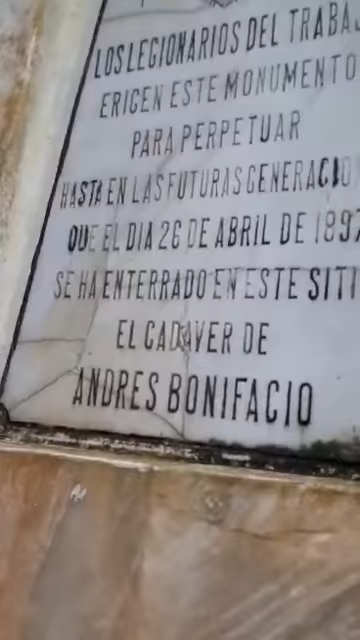 LOS LEGIONARIOS DEL TRABA
ERIGEN ESTE MONUMENTO
PARA PERPETUAR
HASTA EN LAS FUTURAS GENERACIO
QUE EL DIA 26 DE ABRIL DE 1897
SE HA ENTERRADO EN ESTE SITI
EL CADAVER DE
ANDRES BONIFACIO